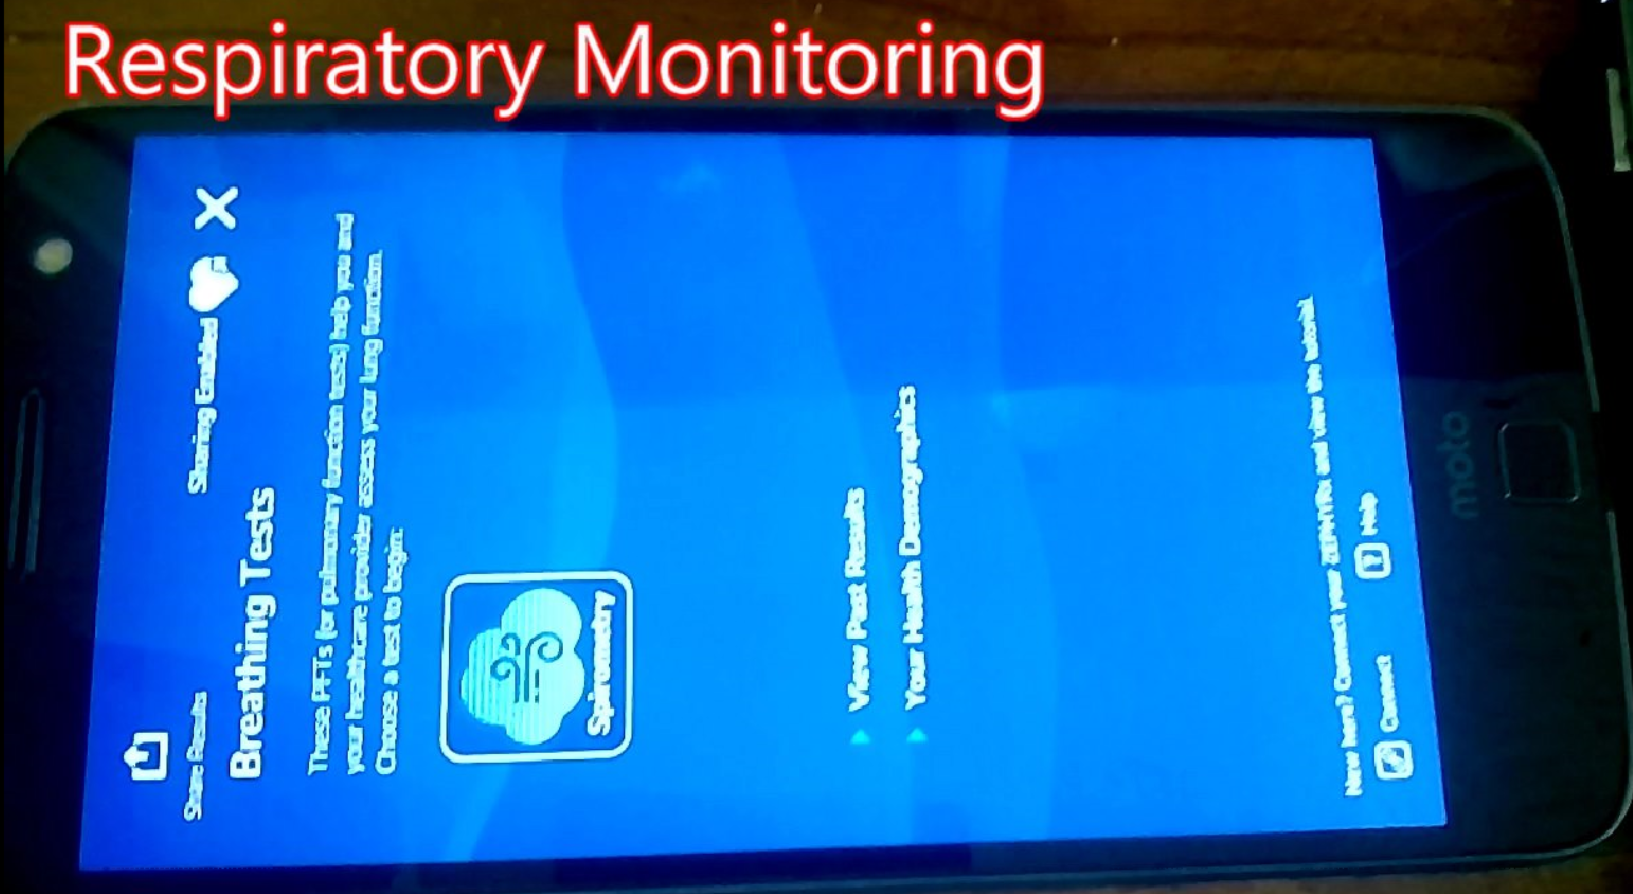 Respiratory Monitoring
Share Results
Sharing Enabled
Breathing Tests
These PFTs (or pulmonary function tests) help you and
your healthcare provider assess your lung function.
Choose a test to begin:
Spirometry
View Past Results
Your Health Demographics
New here? Connect your ZEPHYRx and view the tutorial.
Connect
? Help
moto